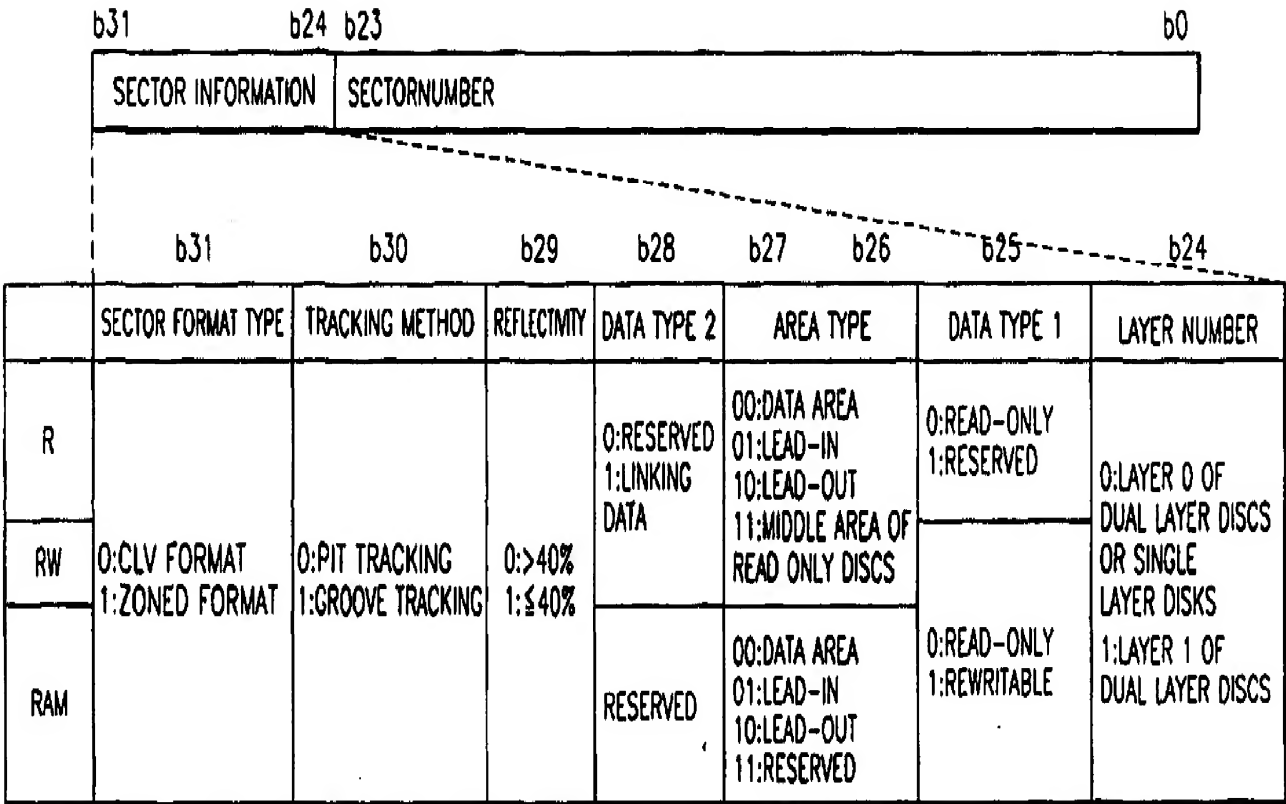 b31 b24 b23 b0
SECTOR INFORMATION SECTORNUMBER
b31 b30 b29 b28 b27 b26 b25 b24
SECTOR FORMAT TYPE TRACKING METHOD REFLECTIVITY DATA TYPE 2 AREA TYPE DATA TYPE 1 LAYER NUMBER
R
RW
RAM
0:CLV FORMAT
1:ZONED FORMAT
0:PIT TRACKING
1:GROOVE TRACKING
0:>40%
1:≦40%
0:RESERVED
1:LINKING
DATA
RESERVED
00:DATA AREA
01:LEAD-IN
10:LEAD-OUT
11:MIDDLE AREA OF
READ ONLY DISCS
00:DATA AREA
01:LEAD-IN
10:LEAD-OUT
11:RESERVED
0:READ-ONLY
1:RESERVED
0:READ-ONLY
1:REWRITABLE
0:LAYER 0 OF
DUAL LAYER DISCS
OR SINGLE
LAYER DISKS
1:LAYER 1 OF
DUAL LAYER DISCS